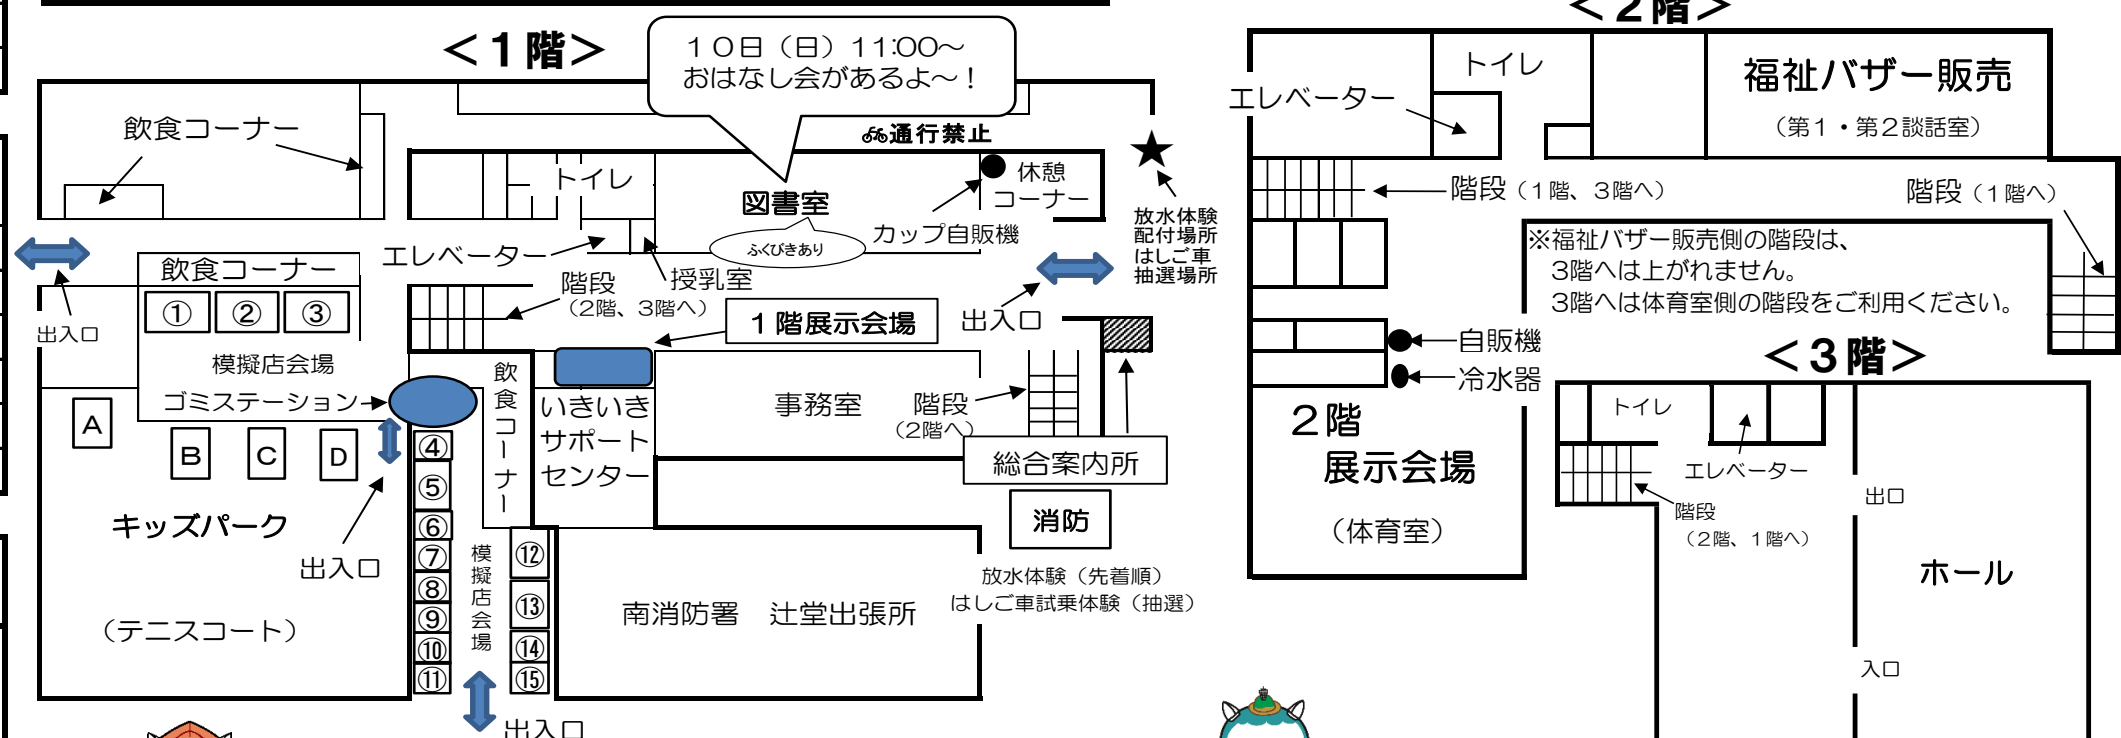 ＜1階＞
１０日（日）11:00～
おはなし会があるよ～！
飲食コーナー
通行禁止
トイレ
図書室
ふくびきあり
休憩
コーナー
カップ自販機
放水体験
配付場所
はしご車
抽選場所
エレベーター
授乳室
階段
（2階、3階へ）
1階展示会場
出入口
出入口
飲食コーナー
① ② ③
模擬店会場
ゴミステーション
A
B C D
キッズパーク
（テニスコート）
出入口
④
⑤
⑥
⑦
⑧
⑨
⑩
⑪
飲食コーナー
模擬店会場
⑫
⑬
⑭
⑮
出入口
いきいき
サポート
センター
事務室
階段
（2階へ）
総合案内所
消防
放水体験（先着順）
はしご車試乗体験（抽選）
南消防署　辻堂出張所
＜2階＞
エレベーター
トイレ
福祉バザー販売
（第1・第2談話室）
階段（1階、3階へ）
階段（1階へ）
※福祉バザー販売側の階段は、
3階へは上がれません。
3階へは体育室側の階段をご利用ください。
自販機
冷水器
2階
展示会場
（体育室）
＜3階＞
トイレ
エレベーター
階段
（2階、1階へ）
出口
ホール
入口